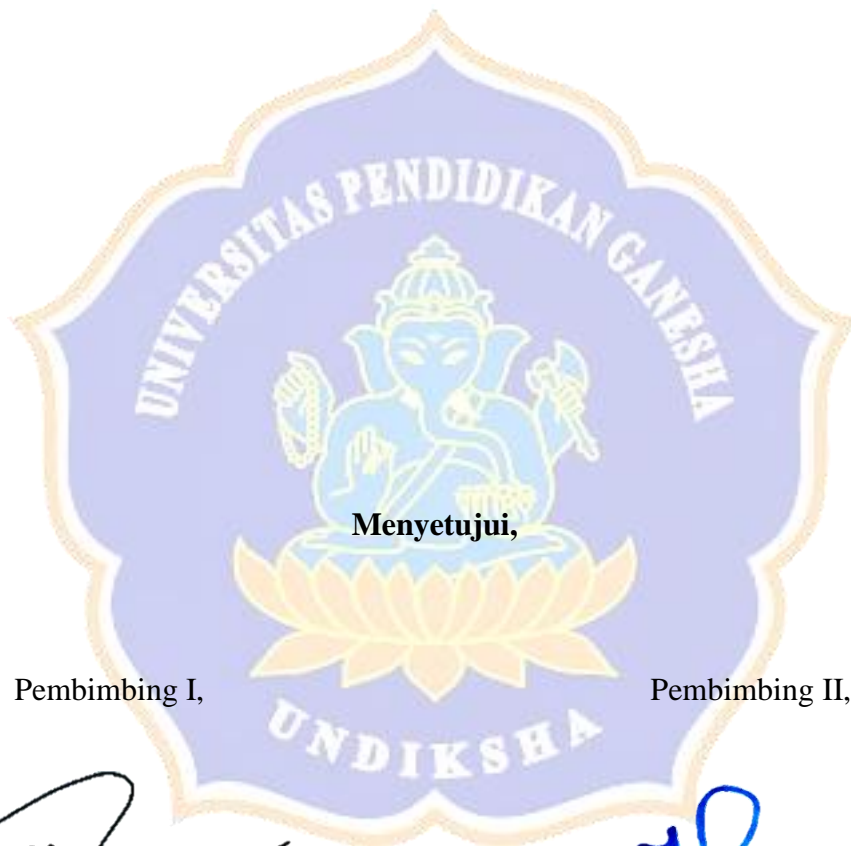 UNIVERSITAS PENDIDIKAN GANESHA
Menyetujui,
Pembimbing I,
Pembimbing II,
UNDIKSHA